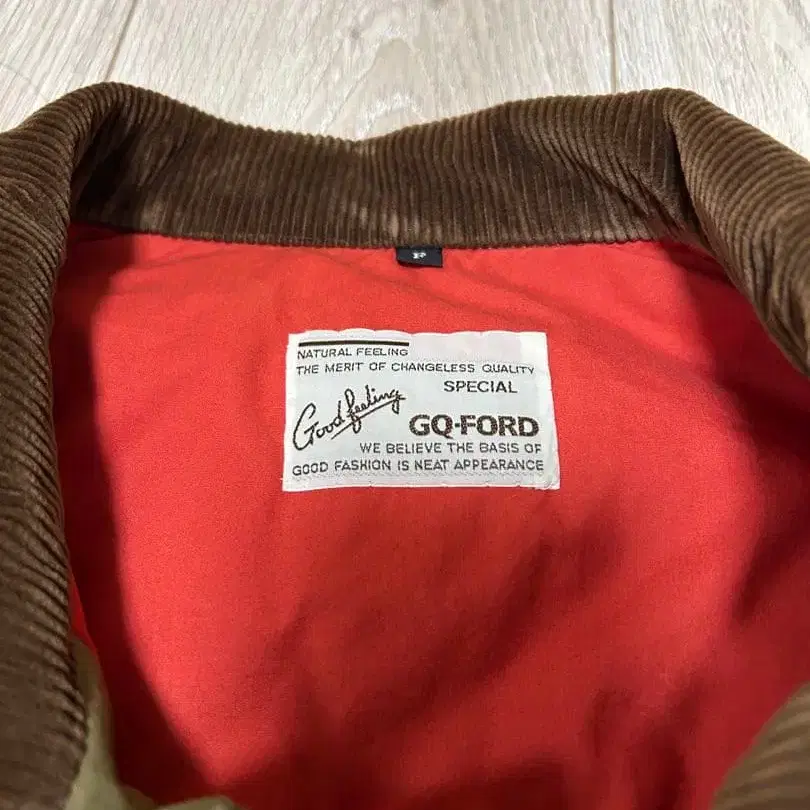 F
NATURAL FEELING
THE MERIT OF CHANGELESS QUALITY
SPECIAL
Good feeling
GQ-FORD
WE BELIEVE THE BASIS OF
GOOD FASHION IS NEAT APPEARANCE